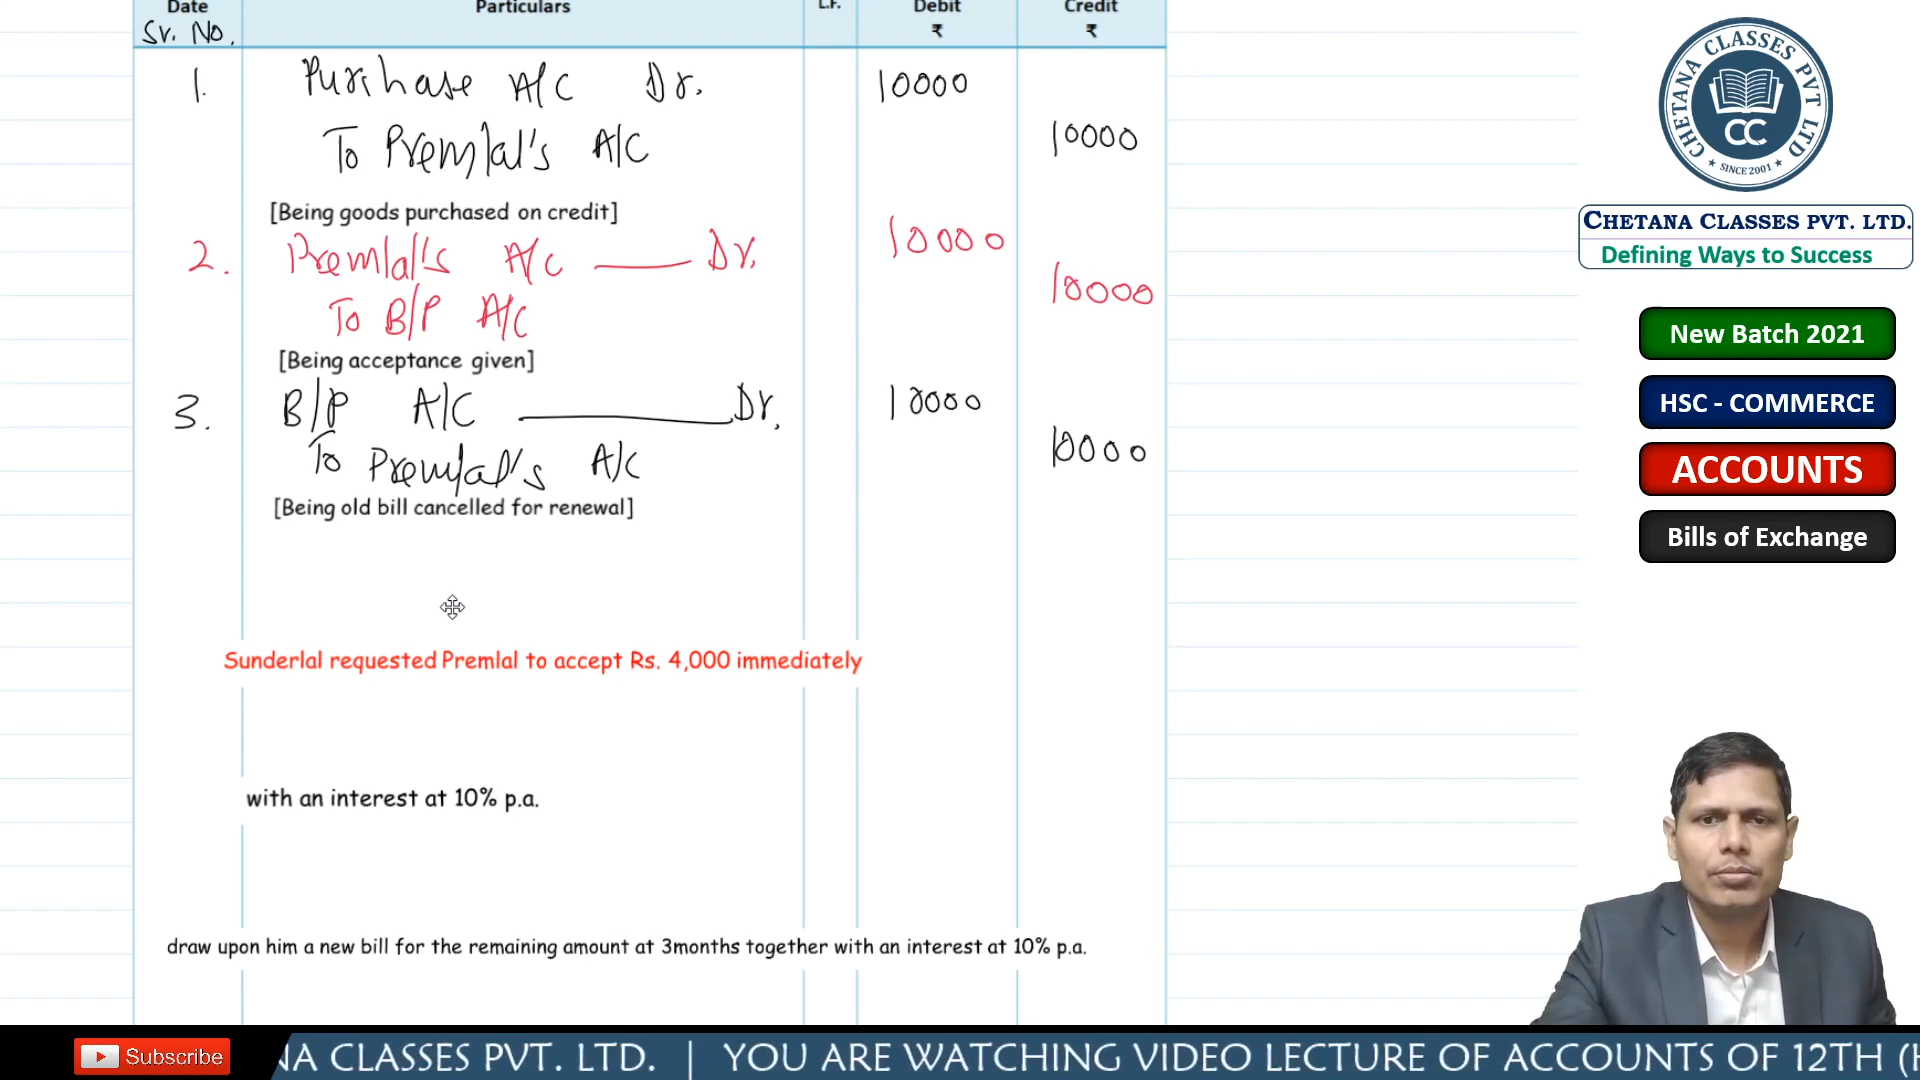 Date Particulars L.F. Debit Credit
Sr. No. ₹ ₹
1. Purchase A/C Dr. 10000
To Premlal's A/C 10000
[Being goods purchased on credit]
2. Premlal's A/C Dr. 10000
To B/P A/C 10000
[Being acceptance given]
3. B/P A/C Dr. 10000
To Premlal's A/C 10000
[Being old bill cancelled for renewal]
Sunderlal requested Premlal to accept Rs. 4,000 immediately
with an interest at 10% p.a.
draw upon him a new bill for the remaining amount at 3months together with an interest at 10% p.a.
CHETANA CLASSES PVT LTD
CC
SINCE 2001
CHETANA CLASSES PVT. LTD.
Defining Ways to Success
New Batch 2021
HSC - COMMERCE
ACCOUNTS
Bills of Exchange
Subscribe
NA CLASSES PVT. LTD. | YOU ARE WATCHING VIDEO LECTURE OF ACCOUNTS OF 12TH (H